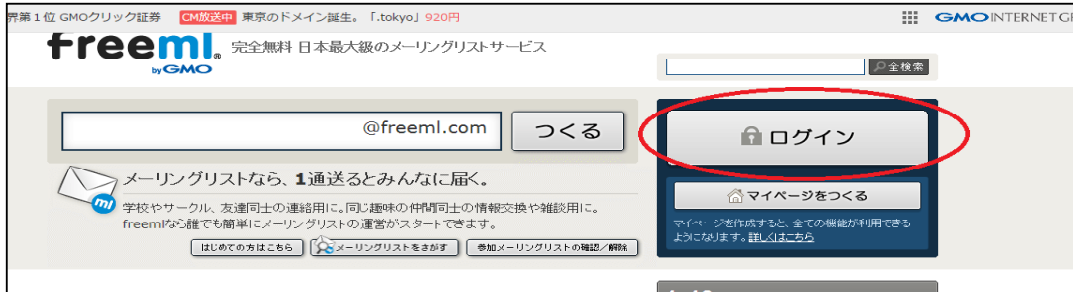 界第1位 GMOクリック証券 CM放送中 東京のドメイン誕生。「.tokyo」920円
GMO INTERNET GR
freeml® 完全無料 日本最大級のメーリングリストサービス
by GMO
全検索
@freeml.com つくる
ログイン
メーリングリストなら、1通送るとみんなに届く。
ml
学校やサークル、友達同士の連絡用に。同じ趣味の仲間同士の情報交換や雑談用に。
freemlなら誰でも簡単にメーリングリストの運営がスタートできます。
はじめての方はこちら メーリングリストをさがす 参加メーリングリストの確認/解除
マイページをつくる
マイページを作成すると、全ての機能が利用できる
ようになります。詳しくはこちら